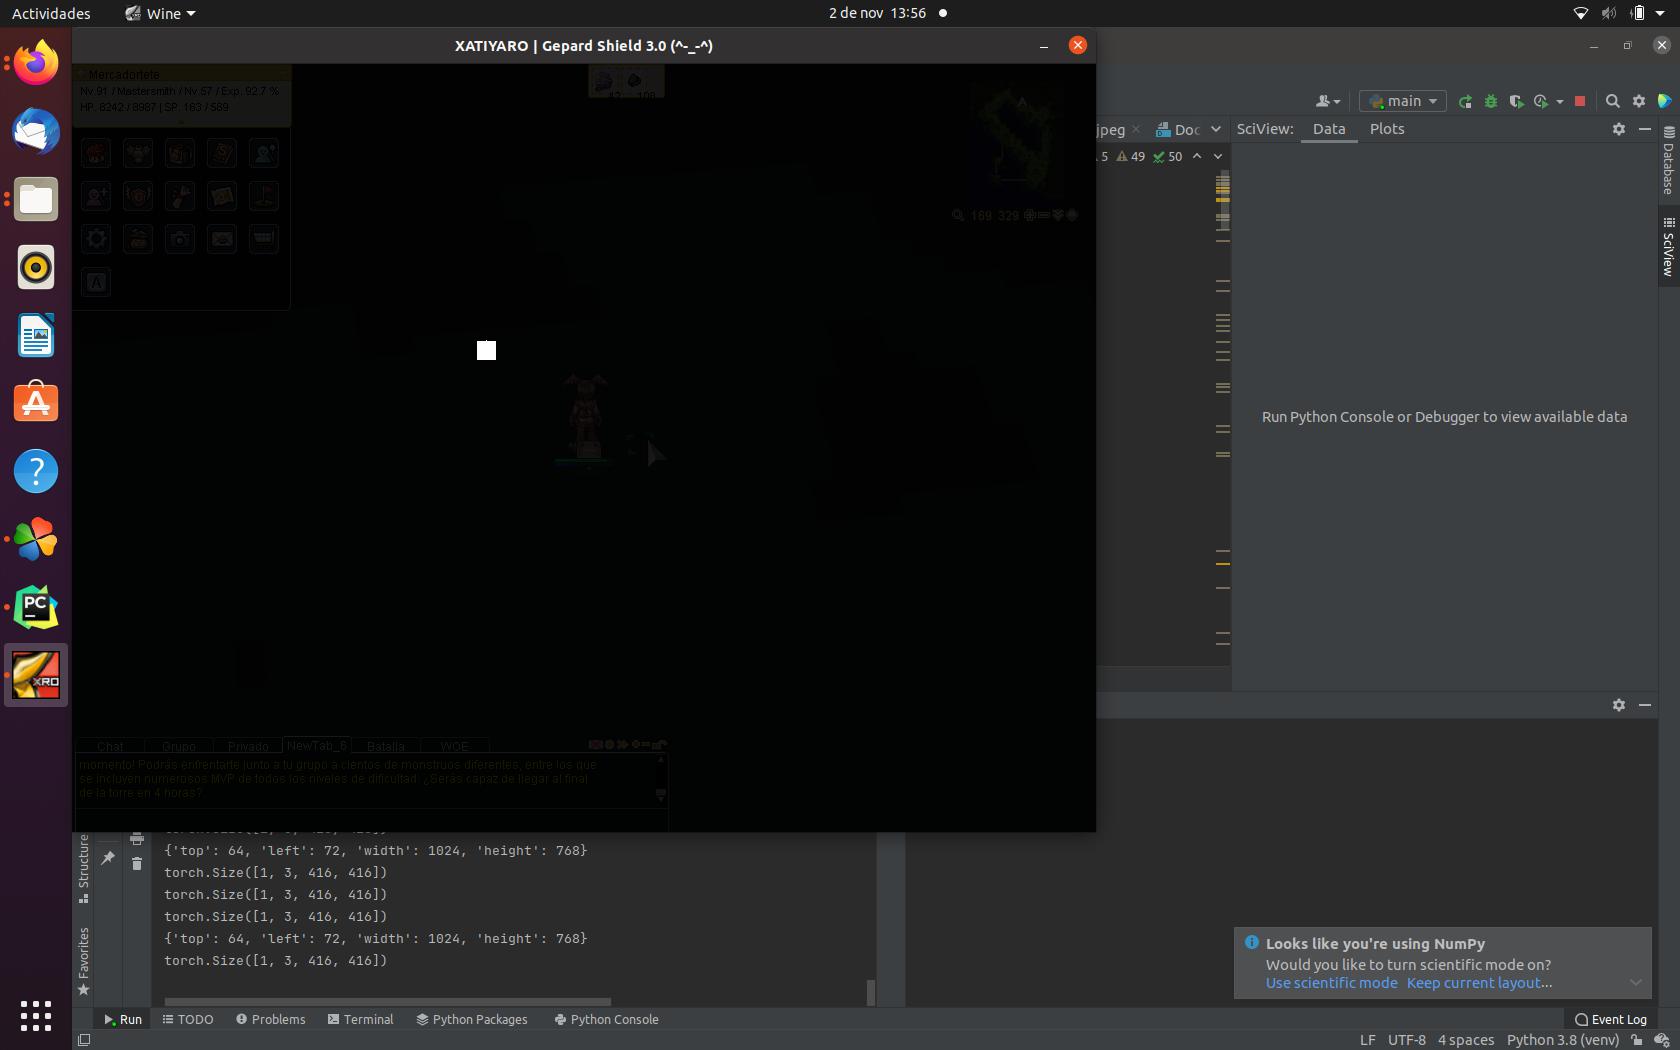 Actividades
Wine
2 de nov 13:56
XATIYARO | Gepard Shield 3.0 (^-_-^)
Mercadortete
Nv.91 / Mastersmith / Nv.57 / Exp. 92.7 %
HP. 8242 / 8987 | SP. 163 / 589
169 329
A
main
jpeg
Doc
5 49 50
SciView: Data Plots
Database
SciView
Run Python Console or Debugger to view available data
Chat Grupo Privado NewTab_6 Batalla WOE
momento! Podrás enfrentarte junto a tu grupo a cientos de monstruos diferentes, entre los que
se incluyen numerosos MVP de todos los niveles de dificultad. ¿Serás capaz de llegar al final
de la torre en 4 horas?
PC
XRO
{'top': 64, 'left': 72, 'width': 1024, 'height': 768}
torch.Size([1, 3, 416, 416])
torch.Size([1, 3, 416, 416])
torch.Size([1, 3, 416, 416])
{'top': 64, 'left': 72, 'width': 1024, 'height': 768}
torch.Size([1, 3, 416, 416])
Structure
Favorites
Looks like you're using NumPy
Would you like to turn scientific mode on?
Use scientific mode Keep current layout...
Run TODO Problems Terminal Python Packages Python Console
Event Log
LF UTF-8 4 spaces Python 3.8 (venv)